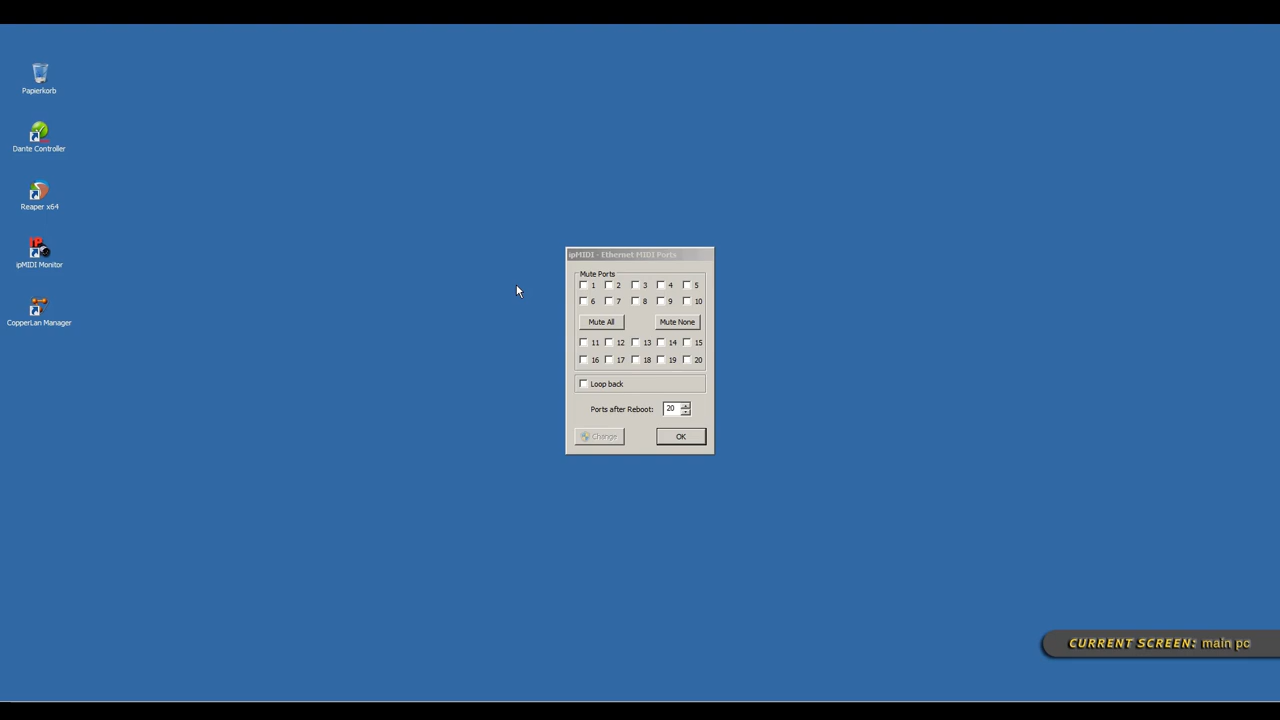 Papierkorb
Dante Controller
Reaper x64
ipMIDI Monitor
CopperLan Manager
ipMIDI - Ethernet MIDI Ports
Mute Ports
1 2 3 4 5
6 7 8 9 10
Mute All Mute None
11 12 13 14 15
16 17 18 19 20
Loop back
Ports after Reboot: 20
Change OK
CURRENT SCREEN: main pc